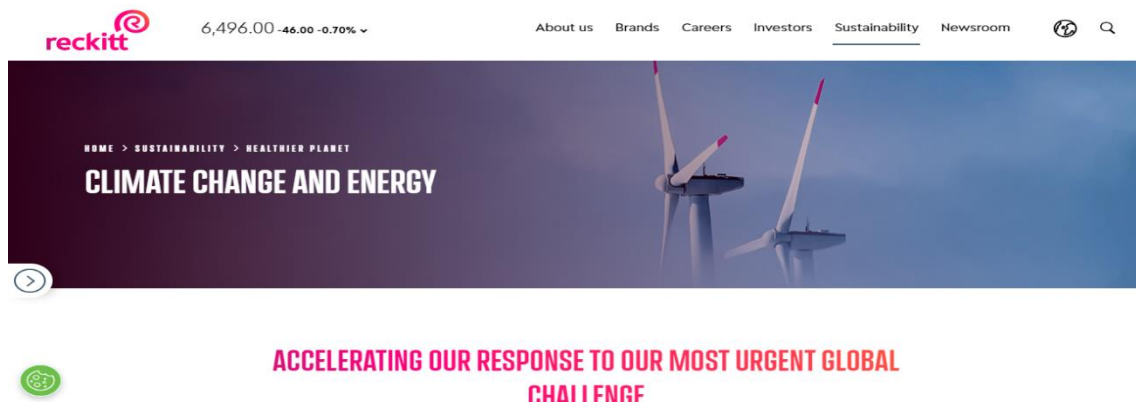 reckitt
6,496.00 -46.00 -0.70%
About us Brands Careers Investors Sustainability Newsroom
HOME > SUSTAINABILITY > HEALTHIER PLANET
CLIMATE CHANGE AND ENERGY
ACCELERATING OUR RESPONSE TO OUR MOST URGENT GLOBAL
CHALLENGE